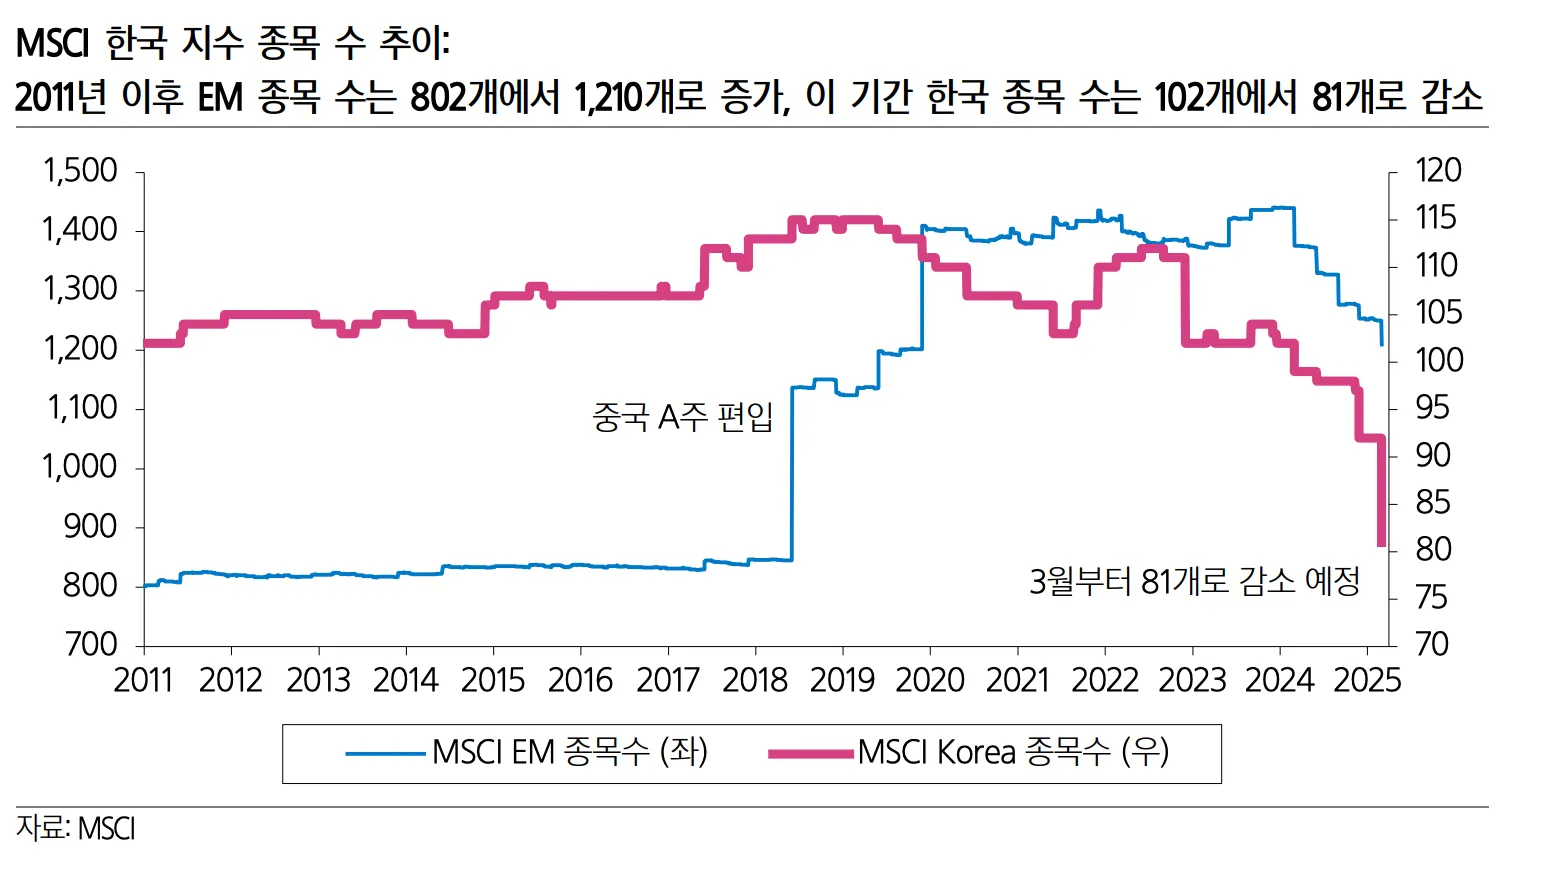 MSCI 한국 지수 종목 수 추이:
2011년 이후 EM 종목 수는 802개에서 1,210개로 증가, 이 기간 한국 종목 수는 102개에서 81개로 감소
1,500
1,400
1,300
1,200
1,100
1,000
900
800
700
120
115
110
105
100
95
90
85
80
75
70
중국 A주 편입
3월부터 81개로 감소 예정
2011 2012 2013 2014 2015 2016 2017 2018 2019 2020 2021 2022 2023 2024 2025
MSCI EM 종목수 (좌) MSCI Korea 종목수 (우)
자료: MSCI